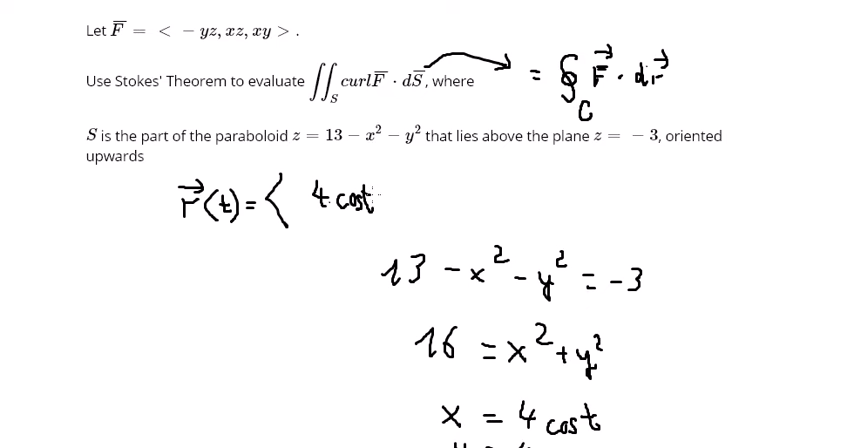 Let F̅ = < − yz, xz, xy > .
Use Stokes' Theorem to evaluate ∬_S curlF̅ · dS̅, where = ∮_C F⃗ · dr⃗
S is the part of the paraboloid z = 13 − x² − y² that lies above the plane z = − 3, oriented
upwards
r⃗(t) = < 4 cost
13 − x² − y² = −3
16 = x² + y²
x = 4 cost